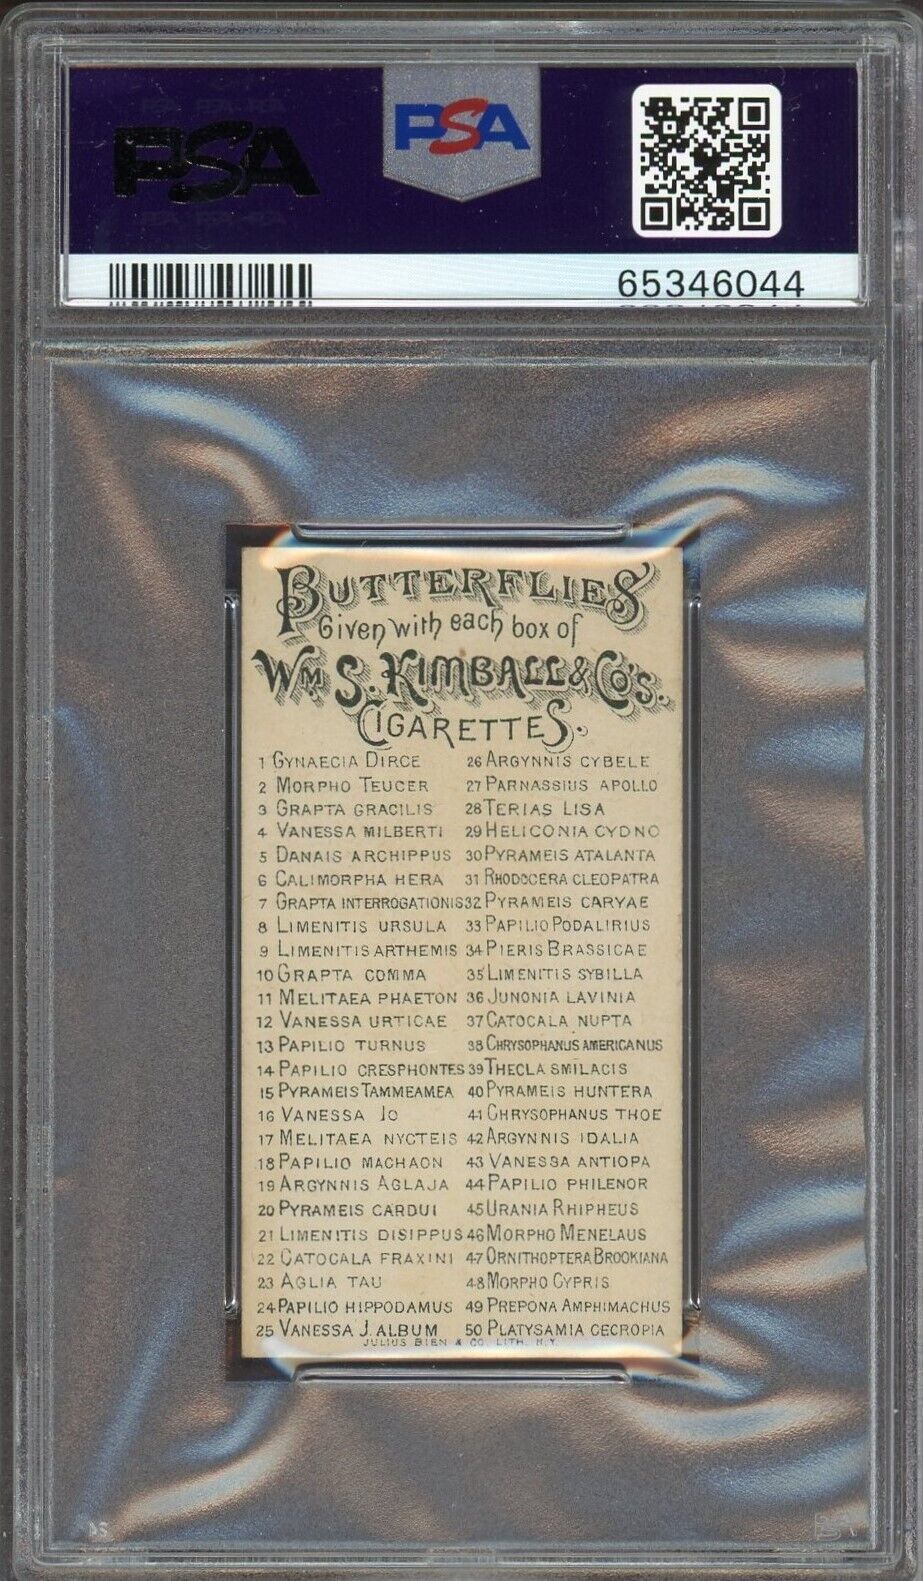 PSA PSA PSA
PSA
PSA PSA PSA
PSA
65346044
BUTTERFLIES
Given with each box of
WM S. KIMBALL & CO'S.
CIGARETTES.
1 GYNAECIA DIRCE
2 MORPHO TEUCER
3 GRAPTA GRACILIS
4 VANESSA MILBERTI
5 DANAIS ARCHIPPUS
6 CALIMORPHA HERA
7 GRAPTA INTERROGATIONIS
8 LIMENITIS URSULA
9 LIMENITIS ARTHEMIS
10 GRAPTA COMMA
11 MELITAEA PHAETON
12 VANESSA URTICAE
13 PAPILIO TURNUS
14 PAPILIO CRESPHONTES
15 PYRAMEIS TAMMEAMEA
16 VANESSA IO
17 MELITAEA NYCTEIS
18 PAPILIO MACHAON
19 ARGYNNIS AGLAJA
20 PYRAMEIS CARDUI
21 LIMENITIS DISIPPUS
22 CATOCALA FRAXINI
23 AGLIA TAU
24 PAPILIO HIPPODAMUS
25 VANESSA J. ALBUM
26 ARGYNNIS CYBELE
27 PARNASSIUS APOLLO
28 TERIAS LISA
29 HELICONIA CYDNO
30 PYRAMEIS ATALANTA
31 RHODOCERA CLEOPATRA
32 PYRAMEIS CARYAE
33 PAPILIO PODALIRIUS
34 PIERIS BRASSICAE
35 LIMENITIS SYBILLA
36 JUNONIA LAVINIA
37 CATOCALA NUPTA
38 CHRYSOPHANUS AMERICANUS
39 THECLA SMILACIS
40 PYRAMEIS HUNTERA
41 CHRYSOPHANUS THOE
42 ARGYNNIS IDALIA
43 VANESSA ANTIOPA
44 PAPILIO PHILENOR
45 URANIA RHIPHEUS
46 MORPHO MENELAUS
47 ORNITHOPTERA BROOKIANA
48 MORPHO CYPRIS
49 PREPONA AMPHIMACHUS
50 PLATYSAMIA CECROPIA
JULIUS BIEN & CO. LITH. N.Y.